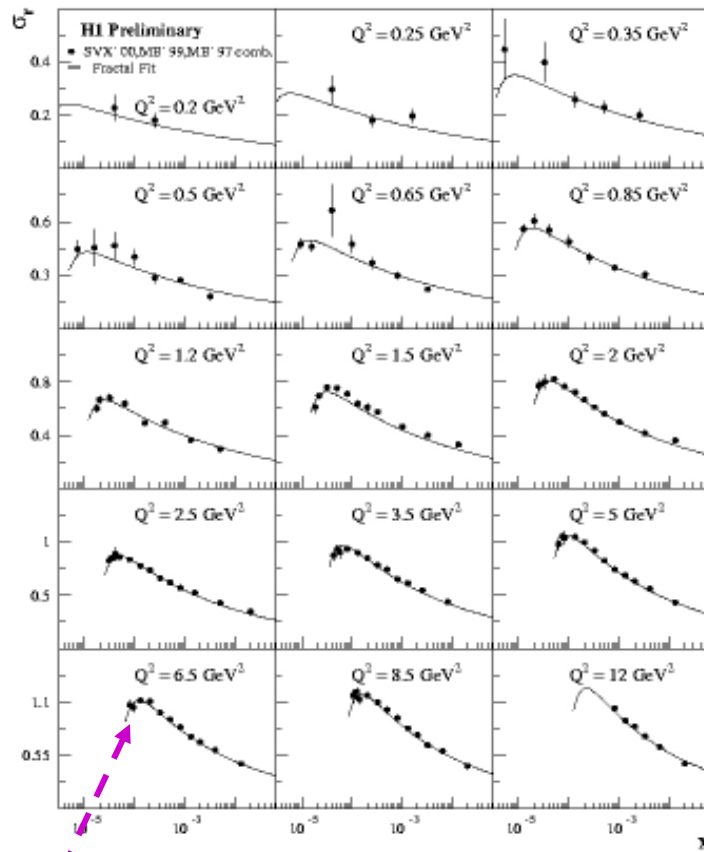 σr
H1 Preliminary
SVX' 00,MB' 99,MB' 97 comb.
Fractal Fit
Q² = 0.2 GeV²
Q² = 0.25 GeV²
Q² = 0.35 GeV²
0.4
0.2
Q² = 0.5 GeV²
Q² = 0.65 GeV²
Q² = 0.85 GeV²
0.6
0.3
Q² = 1.2 GeV²
Q² = 1.5 GeV²
Q² = 2 GeV²
0.8
0.4
Q² = 2.5 GeV²
Q² = 3.5 GeV²
Q² = 5 GeV²
1
0.5
Q² = 6.5 GeV²
Q² = 8.5 GeV²
Q² = 12 GeV²
1.1
0.55
10⁻⁵ 10⁻³ 10⁻⁵ 10⁻³ 10⁻⁵ 10⁻³
x